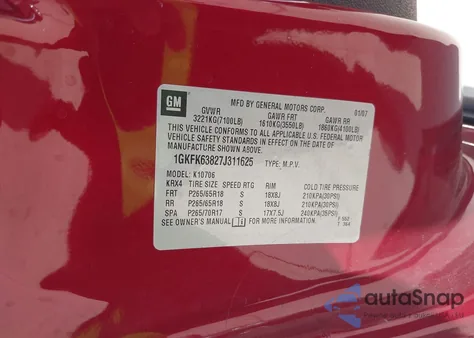 GM
MFD BY GENERAL MOTORS CORP. 01/07
GVWR GAWR FRT GAWR RR
3221KG(7100LB) 1610KG(3550LB) 1860KG(4100LB)
THIS VEHICLE CONFORMS TO ALL APPLICABLE U.S. FEDERAL MOTOR
VEHICLE SAFETY STANDARDS IN EFFECT ON THE DATE OF
MANUFACTURE SHOWN ABOVE.
1GKFK63827J311625 TYPE: M.P.V.
MODEL: K10706
KRX4 TIRE SIZE SPEED RTG RIM COLD TIRE PRESSURE
FRT P265/65R18 S 18X8J 210KPA(30PSI)
RR P265/65R18 S 18X8J 210KPA(30PSI)
SPA P265/70R17 S 17X7.5J 240KPA(35PSI)
SEE OWNER'S MANUAL FOR MORE INFORMATION.
autoSnap